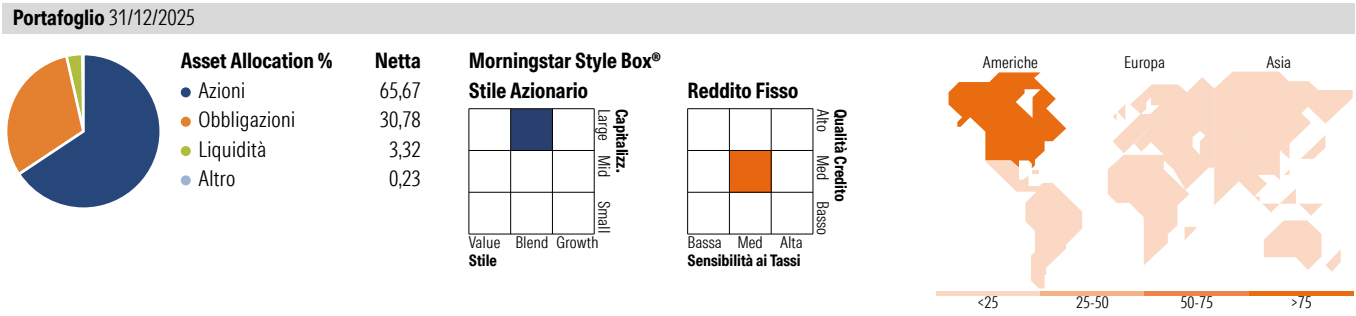 Portafoglio 31/12/2025
Asset Allocation % Netta
Azioni 65,67
Obbligazioni 30,78
Liquidità 3,32
Altro 0,23
Morningstar Style Box®
Stile Azionario
Capitalizz.
Large Mid Small
Value Blend Growth
Stile
Reddito Fisso
Qualità Credito
Alto Med Basso
Bassa Med Alta
Sensibilità ai Tassi
Americhe Europa Asia
<25 25-50 50-75 >75